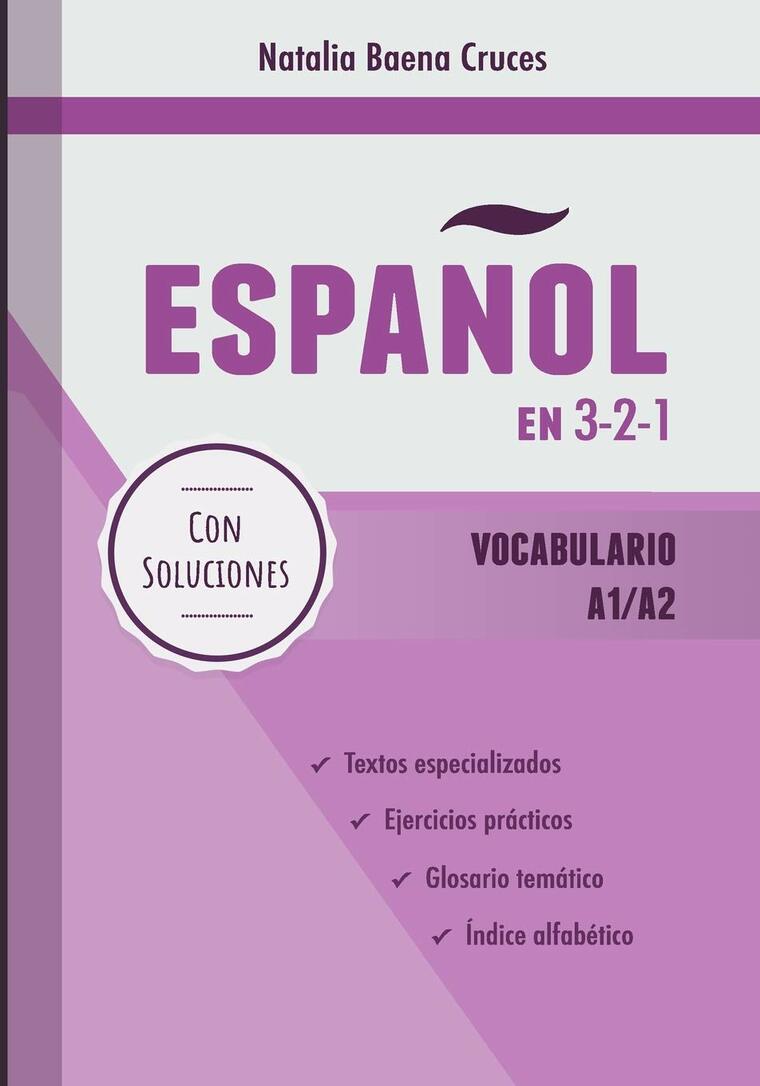 Natalia Baena Cruces
ESPAÑOL
EN 3-2-1
CON
SOLUCIONES
VOCABULARIO
A1/A2
✓ Textos especializados
✓ Ejercicios prácticos
✓ Glosario temático
✓ Índice alfabético